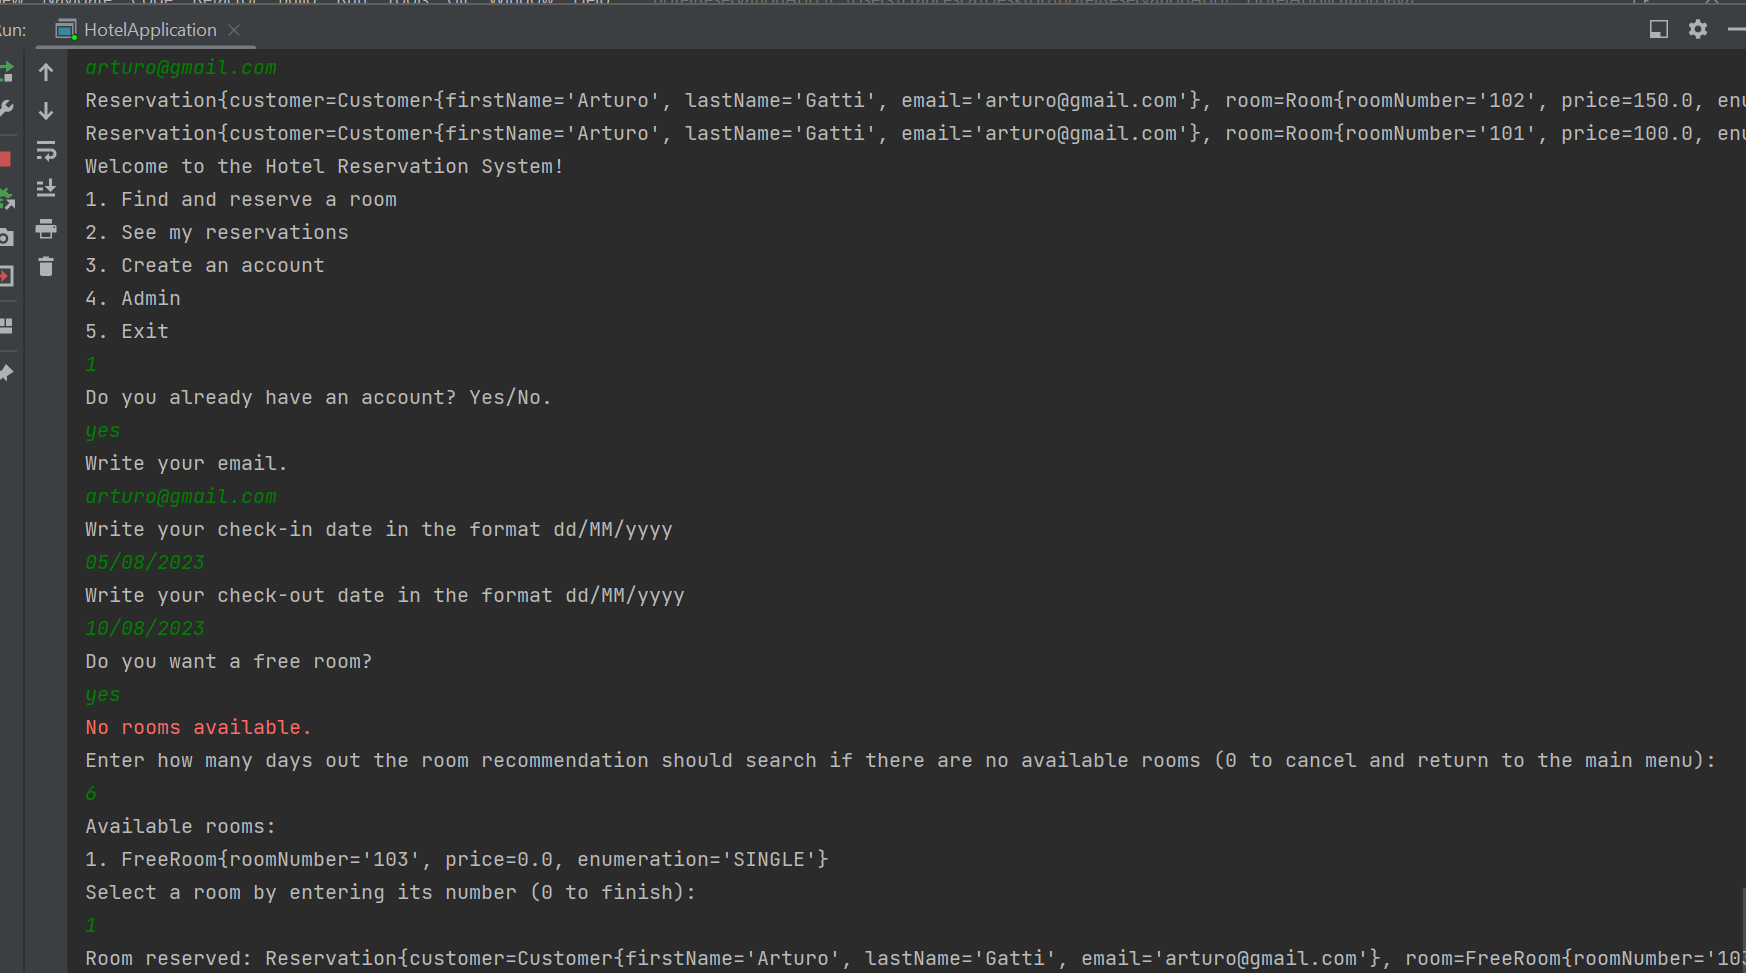 HotelApplication
arturo@gmail.com
Reservation{customer=Customer{firstName='Arturo', lastName='Gatti', email='arturo@gmail.com'}, room=Room{roomNumber='102', price=150.0, enu
Reservation{customer=Customer{firstName='Arturo', lastName='Gatti', email='arturo@gmail.com'}, room=Room{roomNumber='101', price=100.0, enu
Welcome to the Hotel Reservation System!
1. Find and reserve a room
2. See my reservations
3. Create an account
4. Admin
5. Exit
1
Do you already have an account? Yes/No.
yes
Write your email.
arturo@gmail.com
Write your check-in date in the format dd/MM/yyyy
05/08/2023
Write your check-out date in the format dd/MM/yyyy
10/08/2023
Do you want a free room?
yes
No rooms available.
Enter how many days out the room recommendation should search if there are no available rooms (0 to cancel and return to the main menu):
6
Available rooms:
1. FreeRoom{roomNumber='103', price=0.0, enumeration='SINGLE'}
Select a room by entering its number (0 to finish):
1
Room reserved: Reservation{customer=Customer{firstName='Arturo', lastName='Gatti', email='arturo@gmail.com'}, room=FreeRoom{roomNumber='103